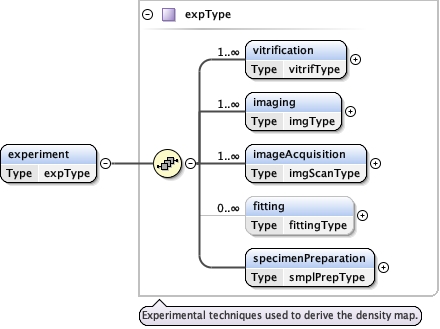 expType
1..∞
vitrification
Type vitrifType
1..∞
imaging
Type imgType
experiment
Type expType
1..∞
imageAcquisition
Type imgScanType
0..∞
fitting
Type fittingType
specimenPreparation
Type smplPrepType
Experimental techniques used to derive the density map.